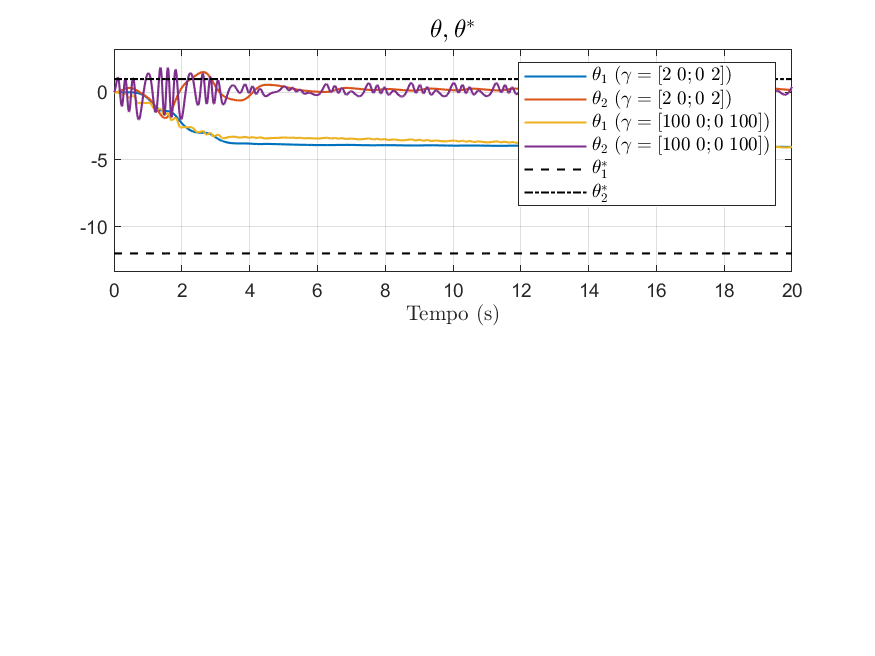 θ, θ*
0
-5
-10
θ₁ (γ = [2 0; 0 2])
θ₂ (γ = [2 0; 0 2])
θ₁ (γ = [100 0; 0 100])
θ₂ (γ = [100 0; 0 100])
θ₁*
θ₂*
0 2 4 6 8 10 12 14 16 18 20
Tempo (s)